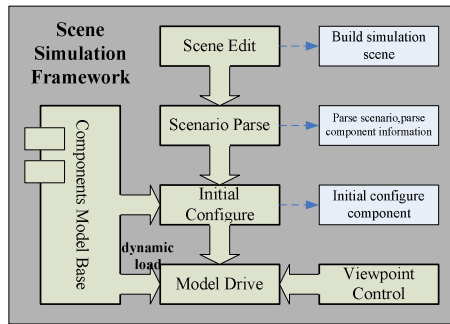 Scene
Simulation
Framework
Scene Edit
Build simulation
scene
Scenario Parse
Parse scenario,parse
component information
Components Model Base
Initial
Configure
Initial configure
component
dynamic
load
Model Drive
Viewpoint
Control